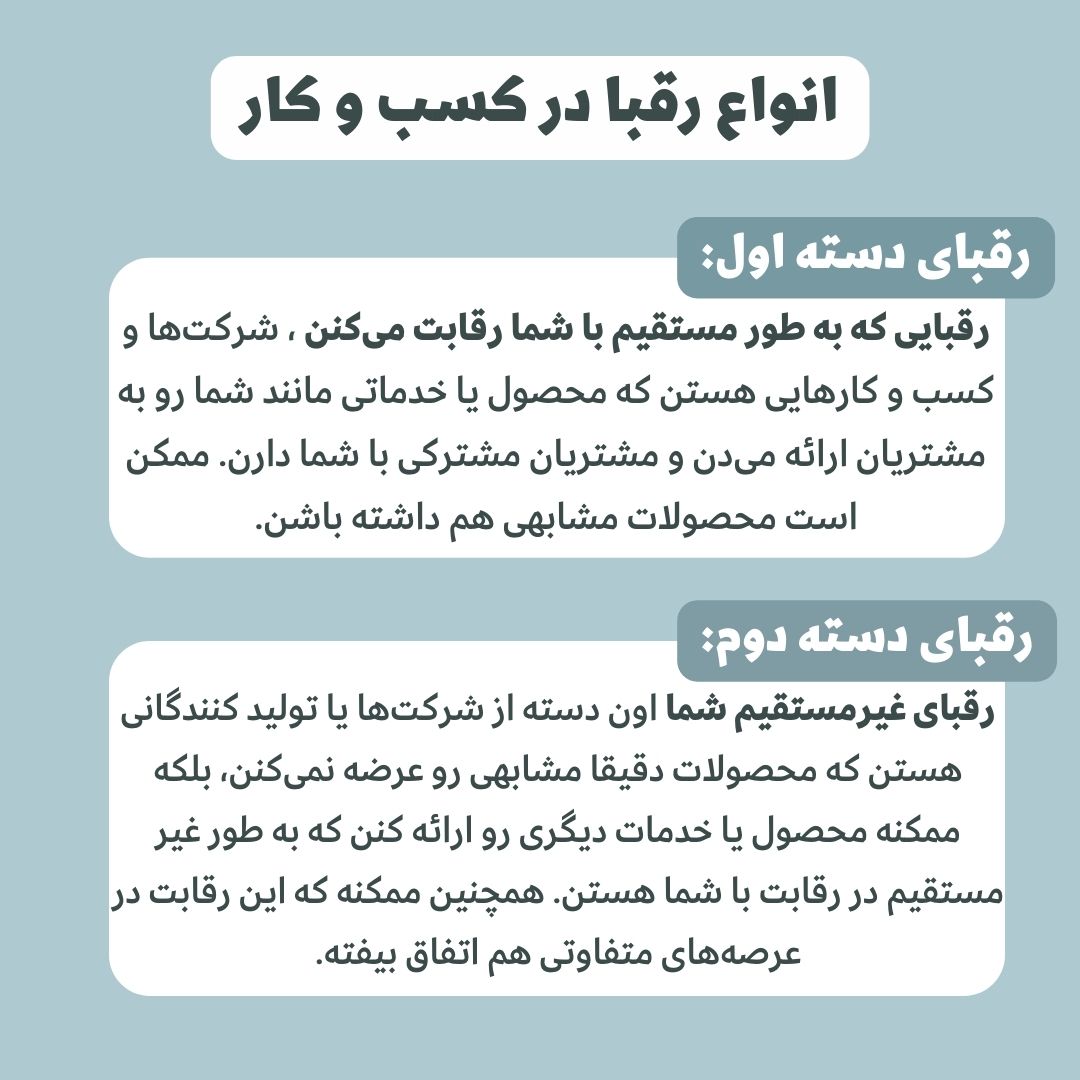 انواع رقبا در کسب و کار
رقبای دسته اول:
رقبایی که به طور مستقیم با شما رقابت می‌کنن ، شرکت‌ها و
کسب و کارهایی هستن که محصول یا خدماتی مانند شما رو به
مشتریان ارائه می‌دن و مشتریان مشترکی با شما دارن. ممکن
است محصولات مشابهی هم داشته باشن.
رقبای دسته دوم:
رقبای غیرمستقیم شما اون دسته از شرکت‌ها یا تولید کنندگانی
هستن که محصولات دقیقا مشابهی رو عرضه نمی‌کنن، بلکه
ممکنه محصول یا خدمات دیگری رو ارائه کنن که به طور غیر
مستقیم در رقابت با شما هستن. همچنین ممکنه که این رقابت در
عرصه‌های متفاوتی هم اتفاق بیفته.